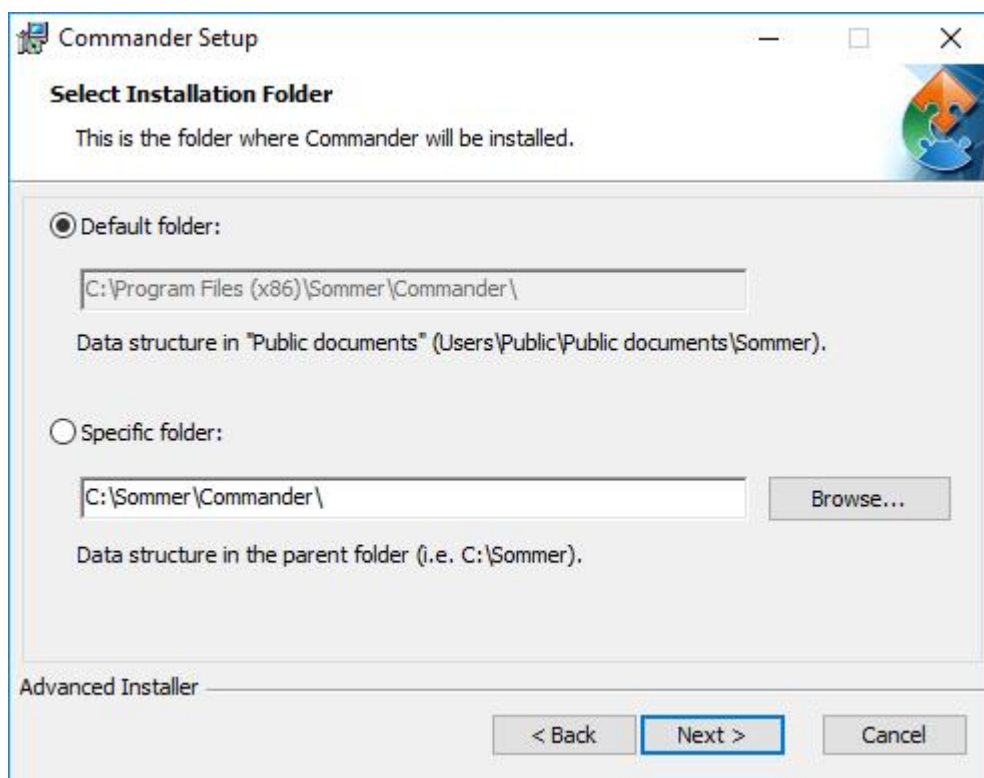 Commander Setup
Select Installation Folder
This is the folder where Commander will be installed.
Default folder:
C:\Program Files (x86)\Sommer\Commander\
Data structure in "Public documents" (Users\Public\Public documents\Sommer).
Specific folder:
C:\Sommer\Commander\
Browse...
Data structure in the parent folder (i.e. C:\Sommer).
Advanced Installer
< Back Next > Cancel